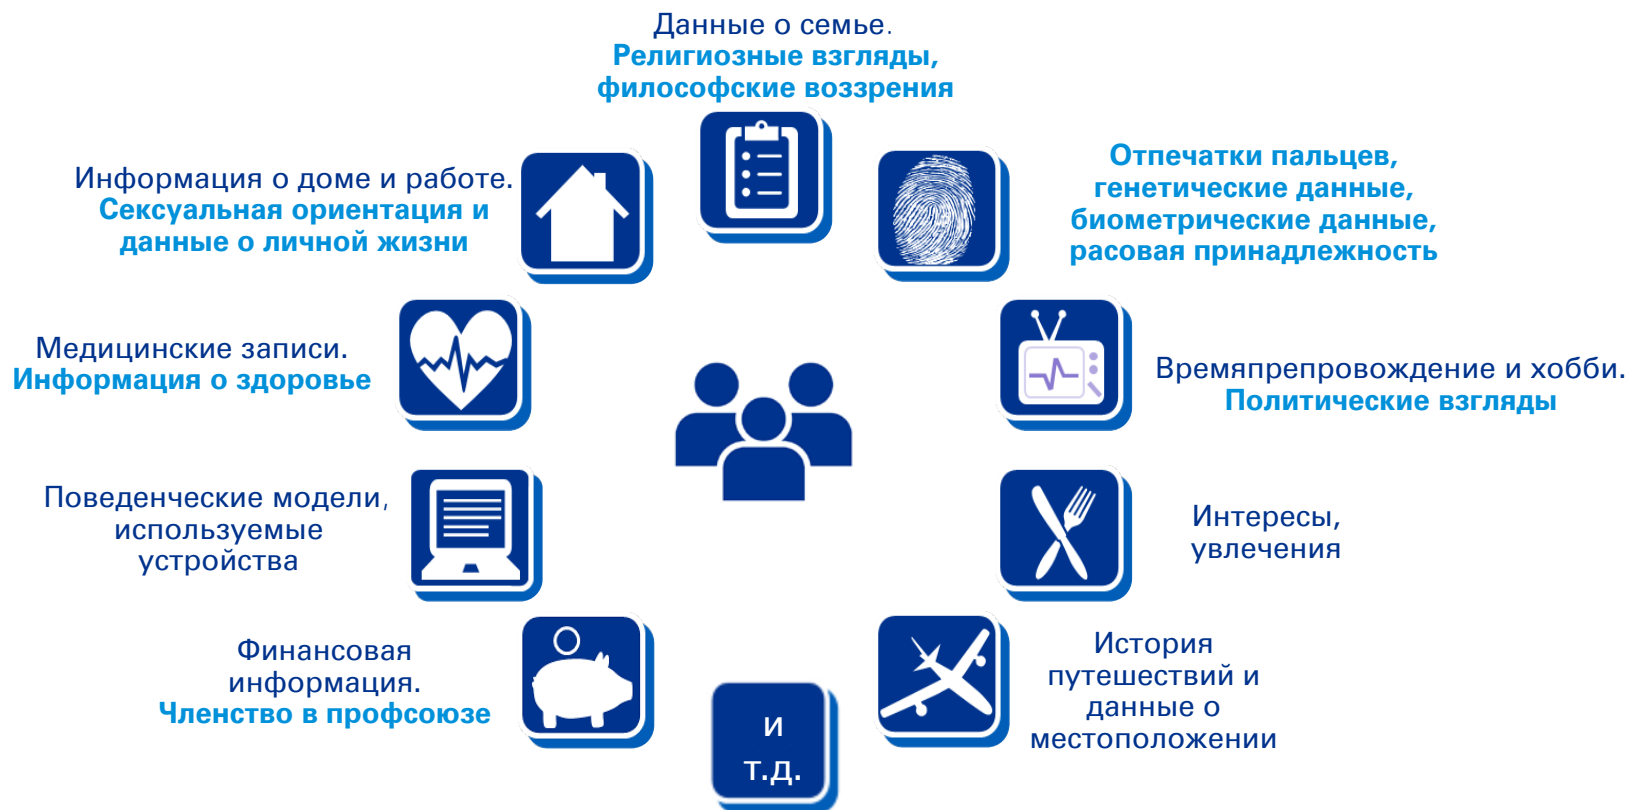 Данные о семье.
Религиозные взгляды,
философские воззрения
Отпечатки пальцев,
генетические данные,
биометрические данные,
расовая принадлежность
Времяпрепровождение и хобби.
Политические взгляды
Интересы,
увлечения
История
путешествий и
данные о
местоположении
и
т.д.
Финансовая
информация.
Членство в профсоюзе
Поведенческие модели,
используемые
устройства
Медицинские записи.
Информация о здоровье
Информация о доме и работе.
Сексуальная ориентация и
данные о личной жизни